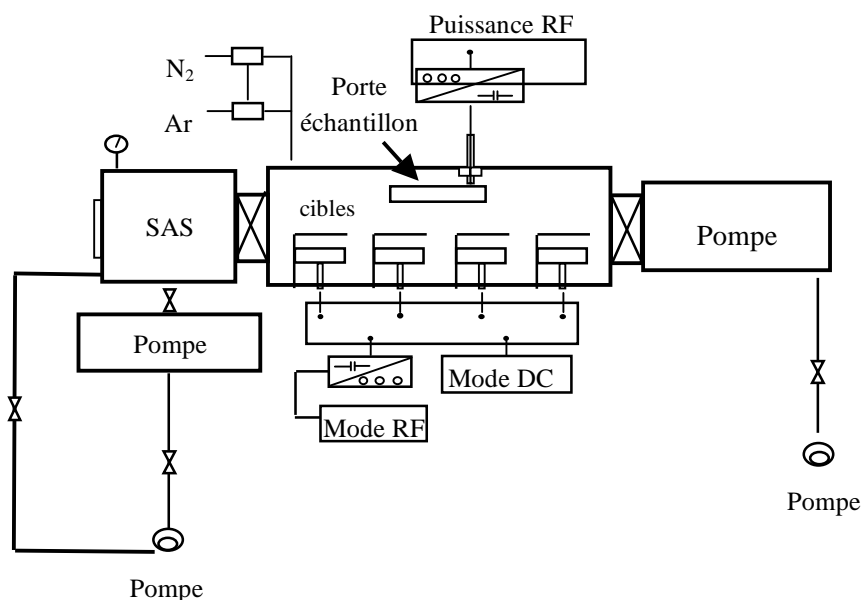 Puissance RF
N₂
Porte
échantillon
Ar
cibles
SAS
Pompe
Pompe
Mode DC
Mode RF
Pompe
Pompe